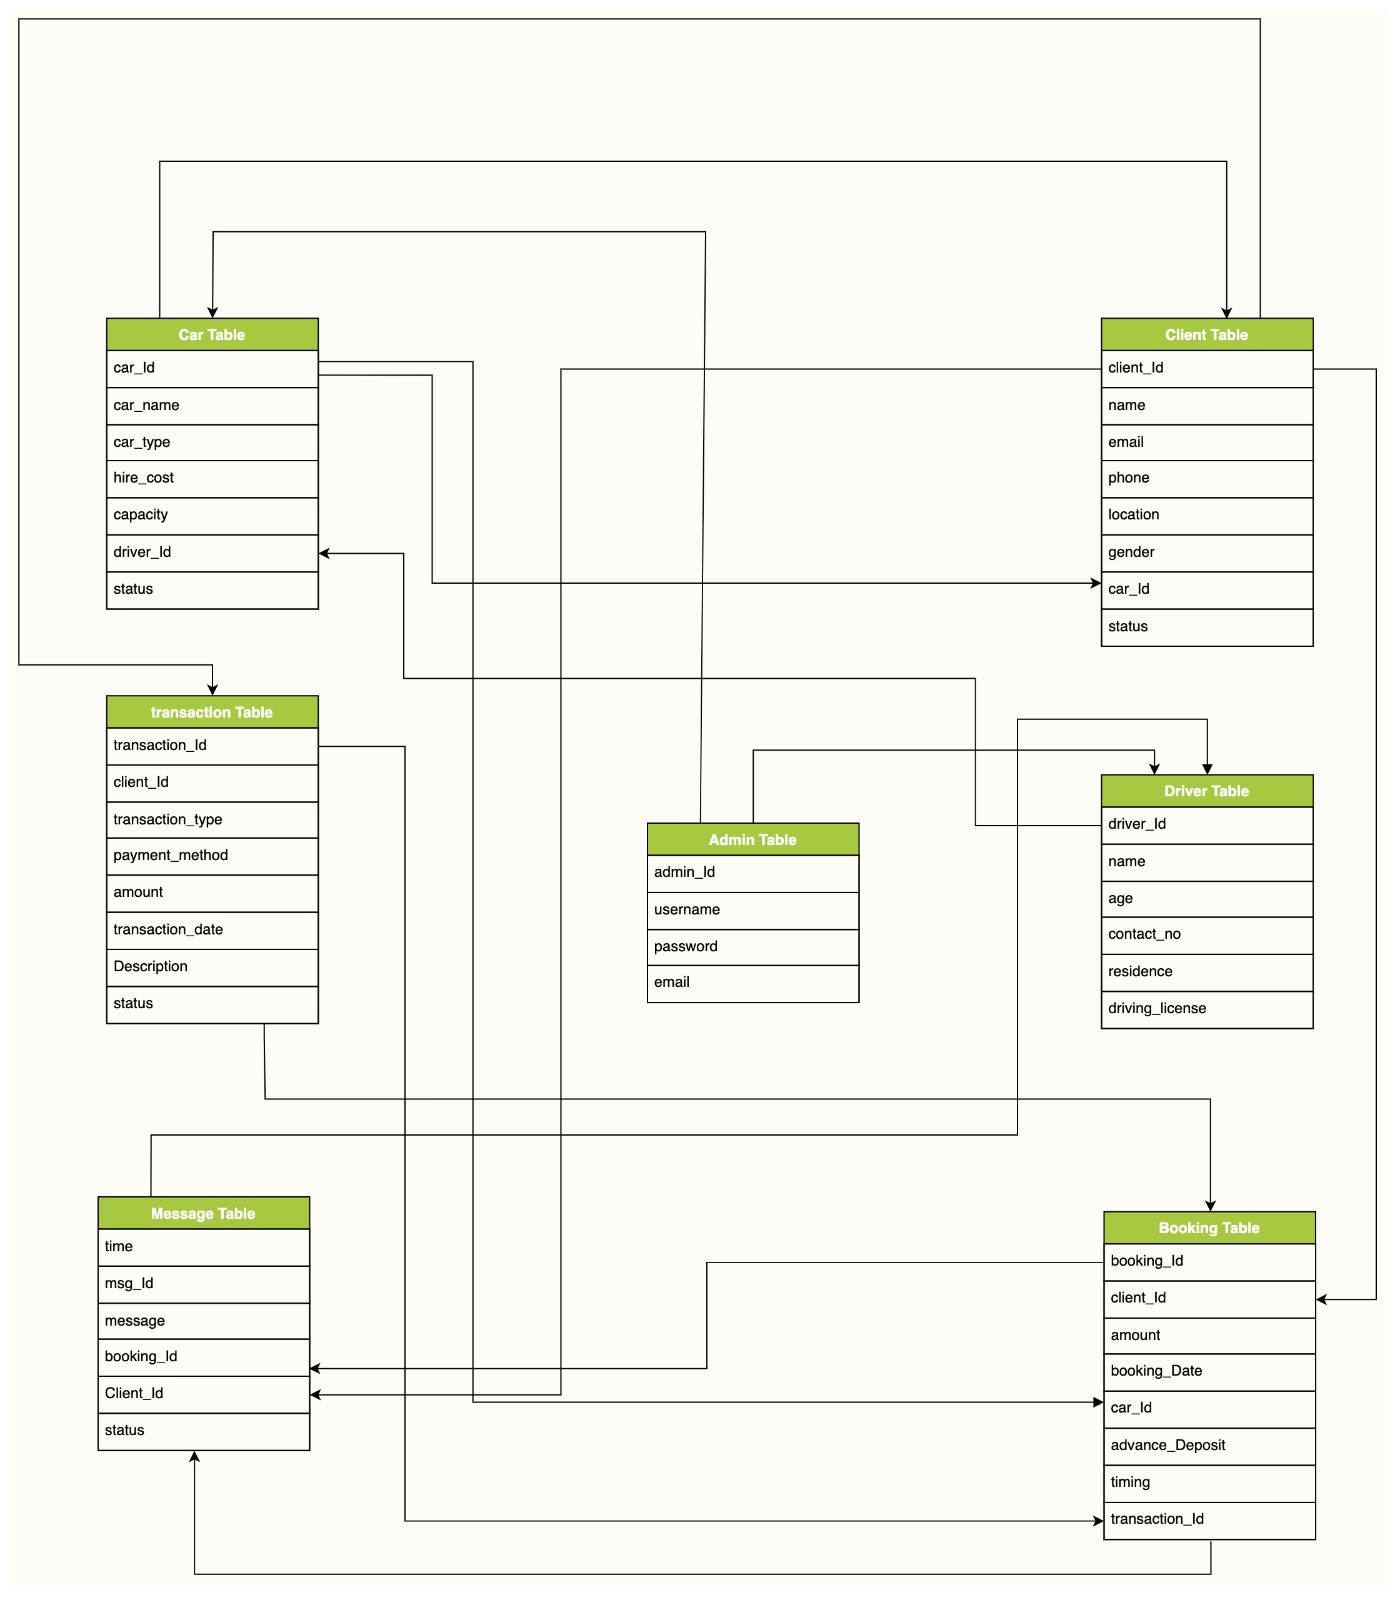 Car Table
car_Id
car_name
car_type
hire_cost
capacity
driver_Id
status
Client Table
client_Id
name
email
phone
location
gender
car_Id
status
transaction Table
transaction_Id
client_Id
transaction_type
payment_method
amount
transaction_date
Description
status
Admin Table
admin_Id
username
password
email
Driver Table
driver_Id
name
age
contact_no
residence
driving_license
Message Table
time
msg_Id
message
booking_Id
Client_Id
status
Booking Table
booking_Id
client_Id
amount
booking_Date
car_Id
advance_Deposit
timing
transaction_Id